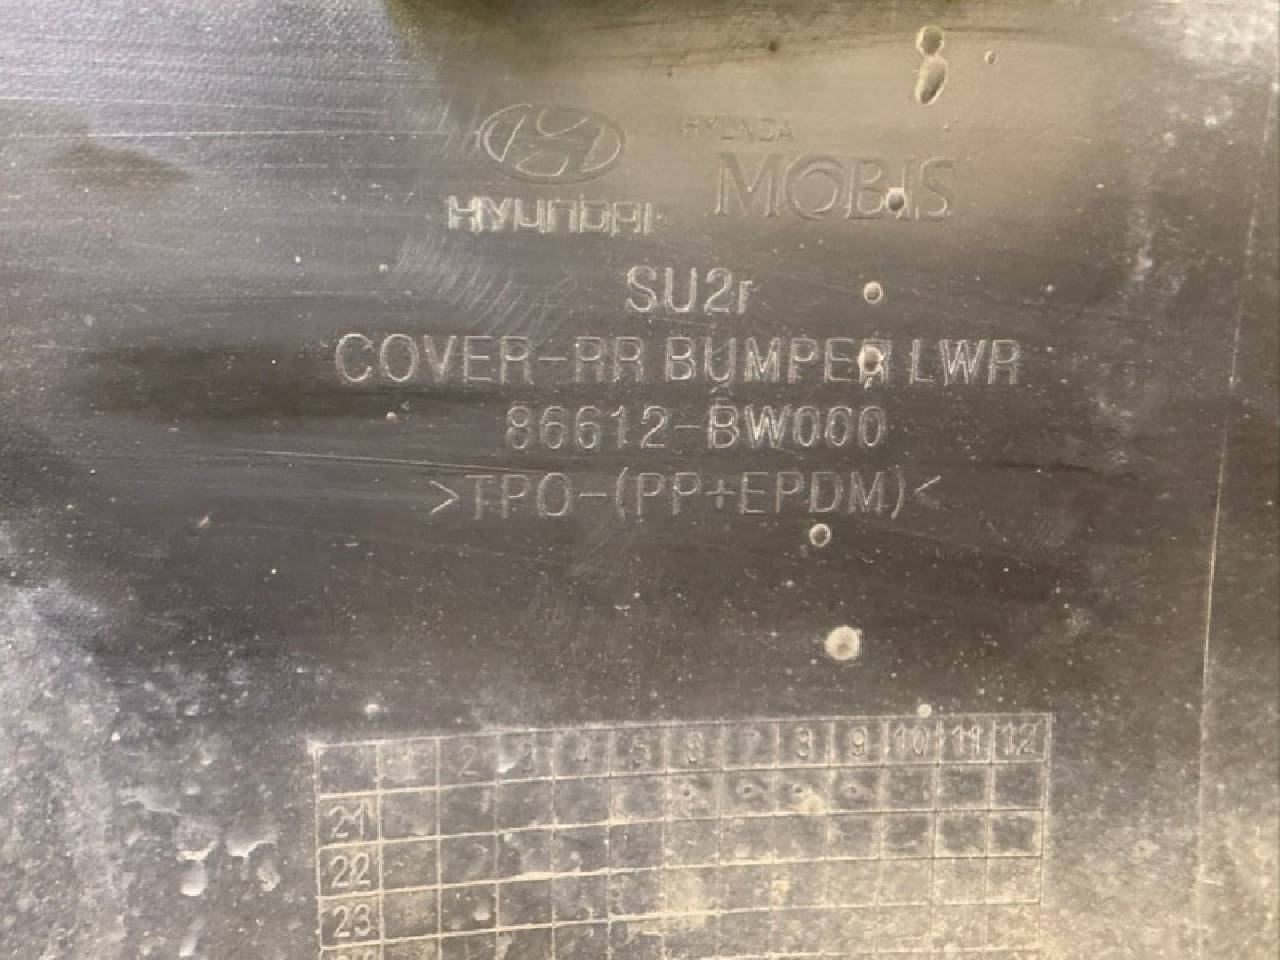 HYUNDAI
HYUNDAI
MOBIS
SU2r
COVER-RR BUMPER LWR
86612-BW000
>TPO-(PP+EPDM)<
1 2 3 4 5 6 7 8 9 10 11 12
21
22
23